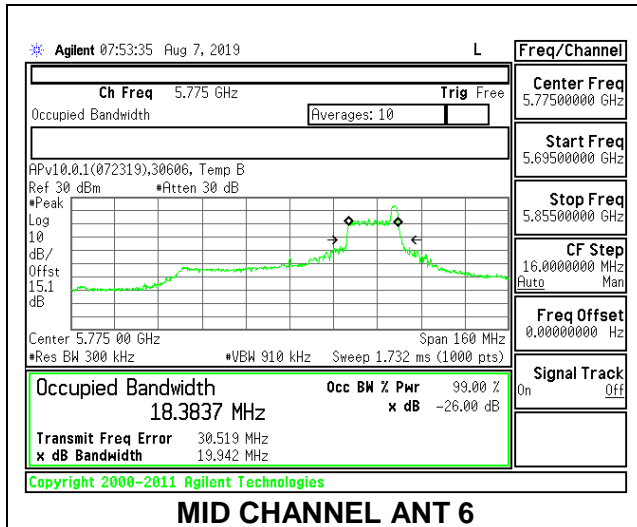 Agilent 07:53:35 Aug 7, 2019 L
Freq/Channel
Ch Freq 5.775 GHz Trig Free
Occupied Bandwidth Averages: 10
APv10.0.1(072319),30606, Temp B
Ref 30 dBm #Atten 30 dB
#Peak
Log
10
dB/
Offst
15.1
dB
Center 5.775 00 GHz Span 160 MHz
#Res BW 300 kHz #VBW 910 kHz Sweep 1.732 ms (1000 pts)
Occupied Bandwidth
18.3837 MHz
Occ BW % Pwr 99.00 %
x dB -26.00 dB
Transmit Freq Error 30.519 MHz
x dB Bandwidth 19.942 MHz
Copyright 2000-2011 Agilent Technologies
Center Freq
5.77500000 GHz
Start Freq
5.69500000 GHz
Stop Freq
5.85500000 GHz
CF Step
16.0000000 MHz
Auto Man
Freq Offset
0.00000000 Hz
Signal Track
On Off
MID CHANNEL ANT 6